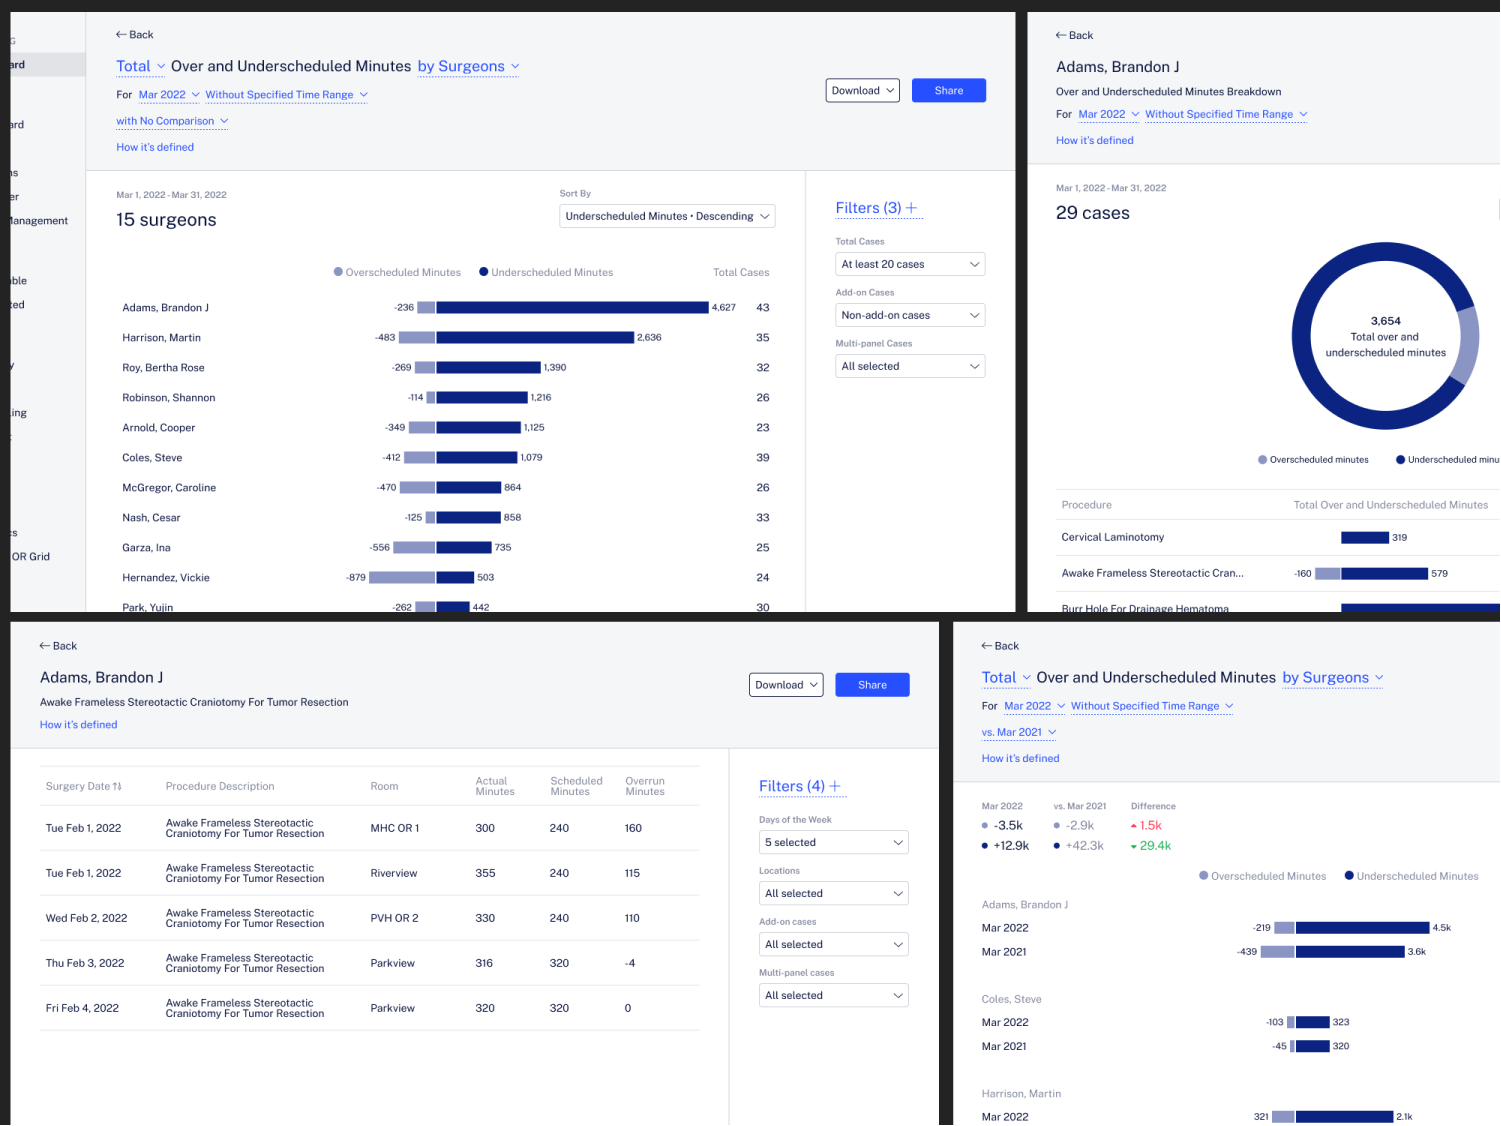 Back
Total Over and Underscheduled Minutes by Surgeons
For Mar 2022 Without Specified Time Range
with No Comparison
How it's defined
Download
Share
ard
ard
ns
er
Management
ble
ted
y
ling
cs
OR Grid
Mar 1, 2022 - Mar 31, 2022
15 surgeons
Sort By
Underscheduled Minutes • Descending
Overscheduled Minutes Underscheduled Minutes Total Cases
Adams, Brandon J -236 4,627 43
Harrison, Martin -483 2,636 35
Roy, Bertha Rose -269 1,390 32
Robinson, Shannon -114 1,216 26
Arnold, Cooper -349 1,125 23
Coles, Steve -412 1,079 39
McGregor, Caroline -470 864 26
Nash, Cesar -125 858 33
Garza, Ina -556 735 25
Hernandez, Vickie -879 503 24
Park, Yujin -262 442 30
Filters (3) +
Total Cases
At least 20 cases
Add-on Cases
Non-add-on cases
Multi-panel Cases
All selected
Back
Adams, Brandon J
Over and Underscheduled Minutes Breakdown
For Mar 2022 Without Specified Time Range
How it's defined
Mar 1, 2022 - Mar 31, 2022
29 cases
3,654
Total over and
underscheduled minutes
Overscheduled minutes Underscheduled minu
Procedure Total Over and Underscheduled Minutes
Cervical Laminotomy 319
Awake Frameless Stereotactic Cran... -160 579
Burr Hole For Drainage Hematoma
Back
Adams, Brandon J
Awake Frameless Stereotactic Craniotomy For Tumor Resection
How it's defined
Download
Share
Surgery Date Procedure Description Room Actual Minutes Scheduled Minutes Overrun Minutes
Tue Feb 1, 2022 Awake Frameless Stereotactic Craniotomy For Tumor Resection MHC OR 1 300 240 160
Tue Feb 1, 2022 Awake Frameless Stereotactic Craniotomy For Tumor Resection Riverview 355 240 115
Wed Feb 2, 2022 Awake Frameless Stereotactic Craniotomy For Tumor Resection PVH OR 2 330 240 110
Thu Feb 3, 2022 Awake Frameless Stereotactic Craniotomy For Tumor Resection Parkview 316 320 -4
Fri Feb 4, 2022 Awake Frameless Stereotactic Craniotomy For Tumor Resection Parkview 320 320 0
Filters (4) +
Days of the Week
5 selected
Locations
All selected
Add-on cases
All selected
Multi-panel cases
All selected
Back
Total Over and Underscheduled Minutes by Surgeons
For Mar 2022 Without Specified Time Range
vs. Mar 2021
How it's defined
Mar 2022 vs. Mar 2021 Difference
-3.5k -2.9k 1.5k
+12.9k +42.3k 29.4k
Overscheduled Minutes Underscheduled Minutes
Adams, Brandon J
Mar 2022 -219 4.5k
Mar 2021 -439 3.6k
Coles, Steve
Mar 2022 -103 323
Mar 2021 -45 320
Harrison, Martin
Mar 2022 321 2.1k